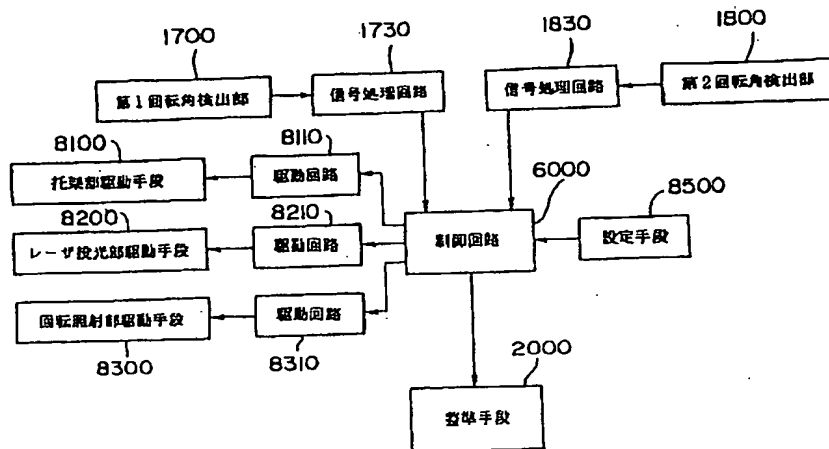 1700
1730
1830
1800
第1回転角検出部
信号処理回路
信号処理回路
第2回転角検出部
8100
8110
6000
8500
托架部駆動手段
駆動回路
制御回路
設定手段
8200
8210
レーザ投光部駆動手段
駆動回路
回転照射部駆動手段
駆動回路
8300
8310
2000
整準手段